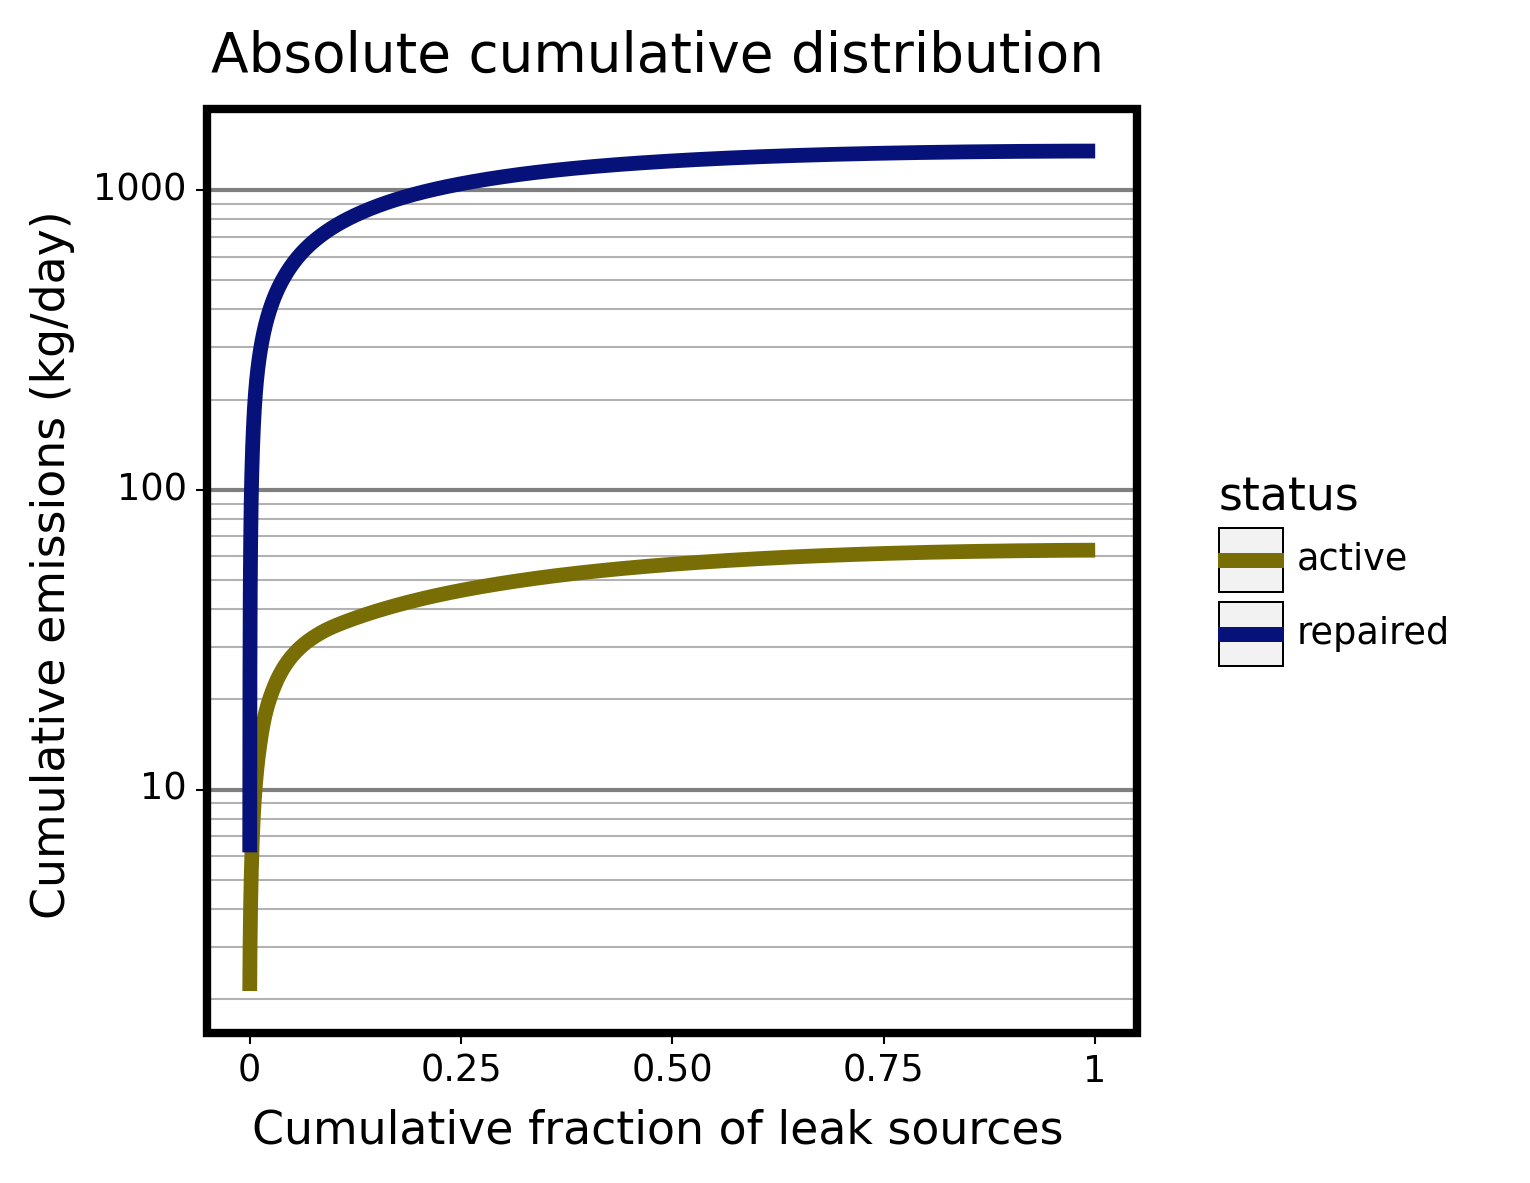 Absolute cumulative distribution
Cumulative emissions (kg/day)
1000
100
10
0
0.25
0.50
0.75
1
Cumulative fraction of leak sources
status
active
repaired